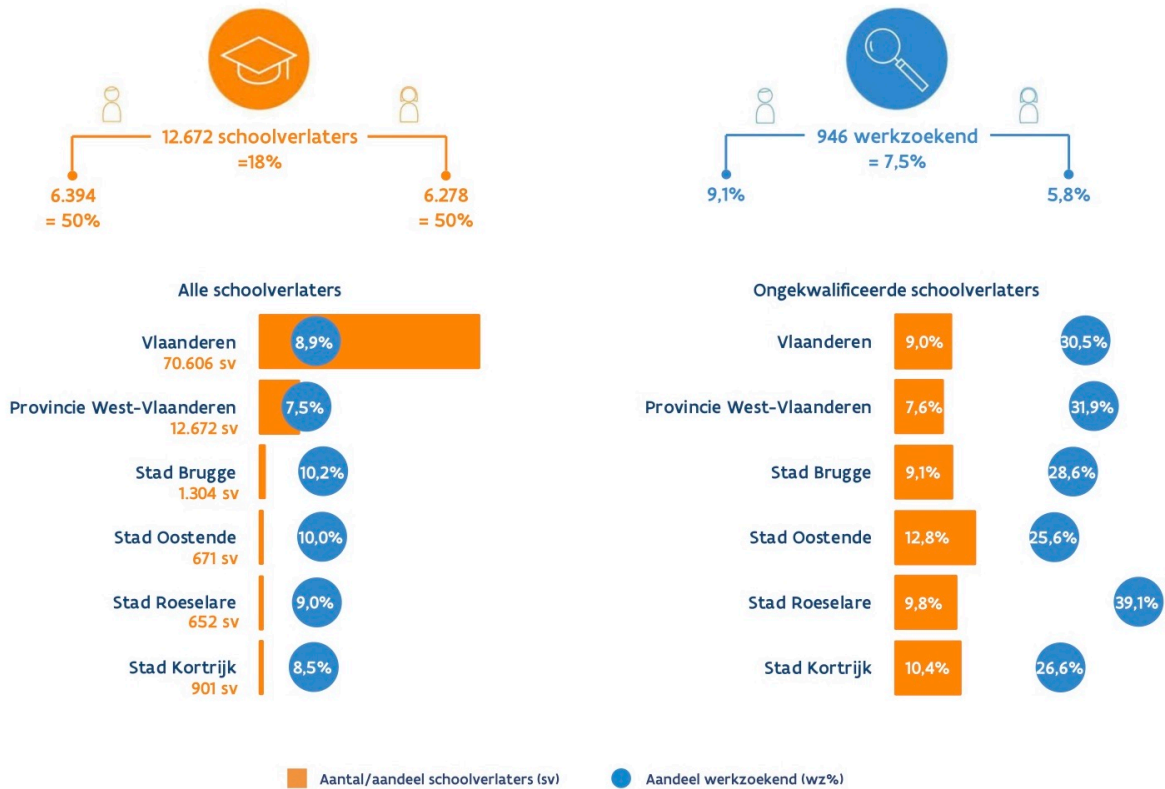 12.672 schoolverlaters
=18%
6.394
= 50%
6.278
= 50%
946 werkzoekend
= 7,5%
9,1%
5,8%
Alle schoolverlaters
Vlaanderen
70.606 sv
8,9%
Provincie West-Vlaanderen
12.672 sv
7,5%
Stad Brugge
1.304 sv
10,2%
Stad Oostende
671 sv
10,0%
Stad Roeselare
652 sv
9,0%
Stad Kortrijk
901 sv
8,5%
Ongekwalificeerde schoolverlaters
Vlaanderen 9,0% 30,5%
Provincie West-Vlaanderen 7,6% 31,9%
Stad Brugge 9,1% 28,6%
Stad Oostende 12,8% 25,6%
Stad Roeselare 9,8% 39,1%
Stad Kortrijk 10,4% 26,6%
Aantal/aandeel schoolverlaters (sv)
Aandeel werkzoekend (wz%)